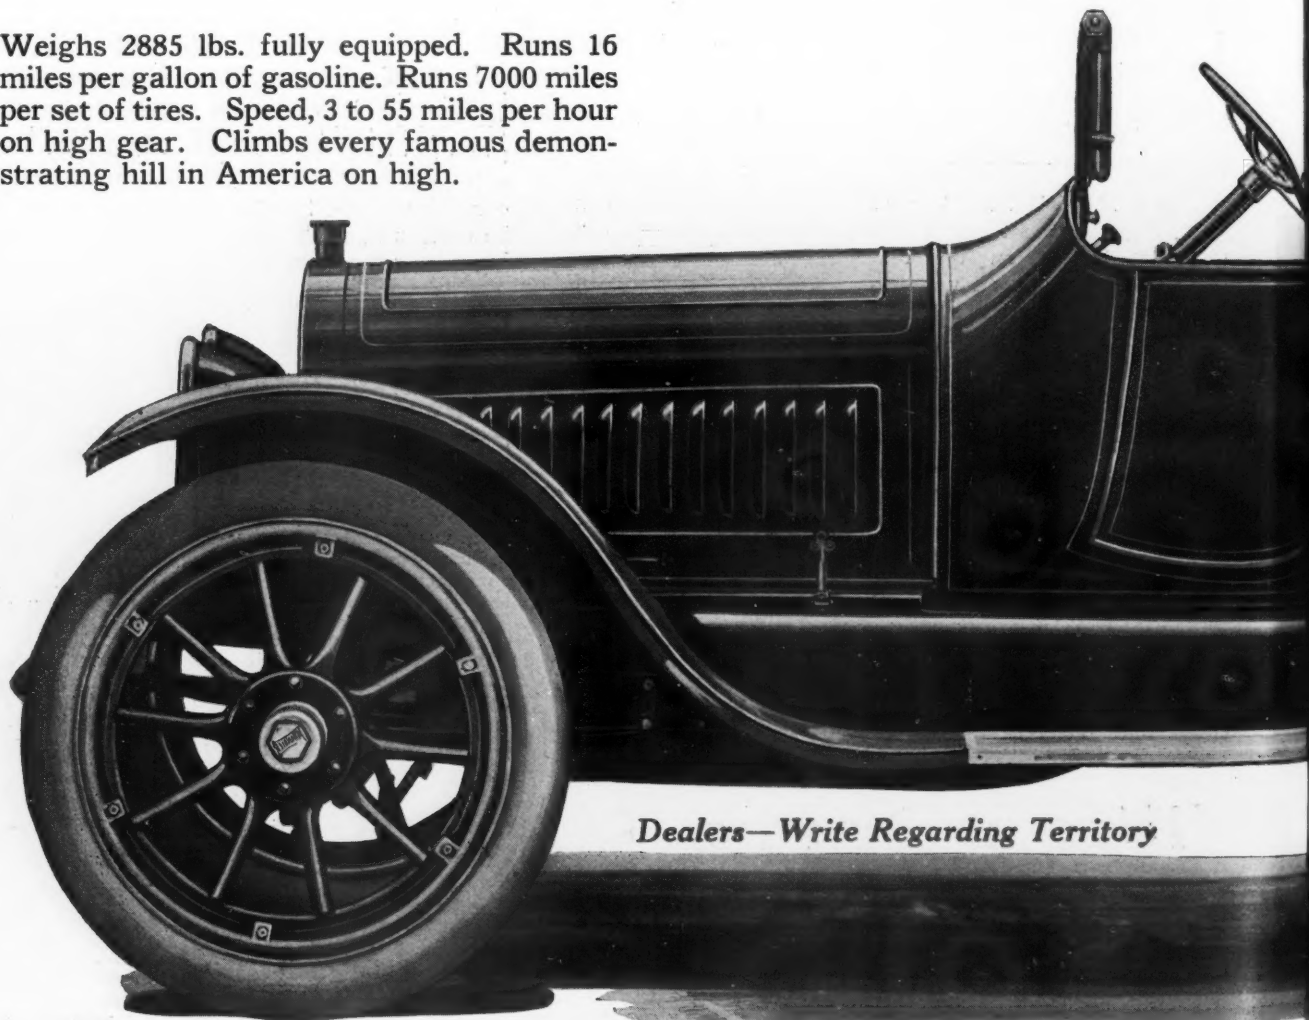 Weighs 2885 lbs. fully equipped. Runs 16
miles per gallon of gasoline. Runs 7000 miles
per set of tires. Speed, 3 to 55 miles per hour
on high gear. Climbs every famous demon-
strating hill in America on high.
Dealers—Write Regarding Territory